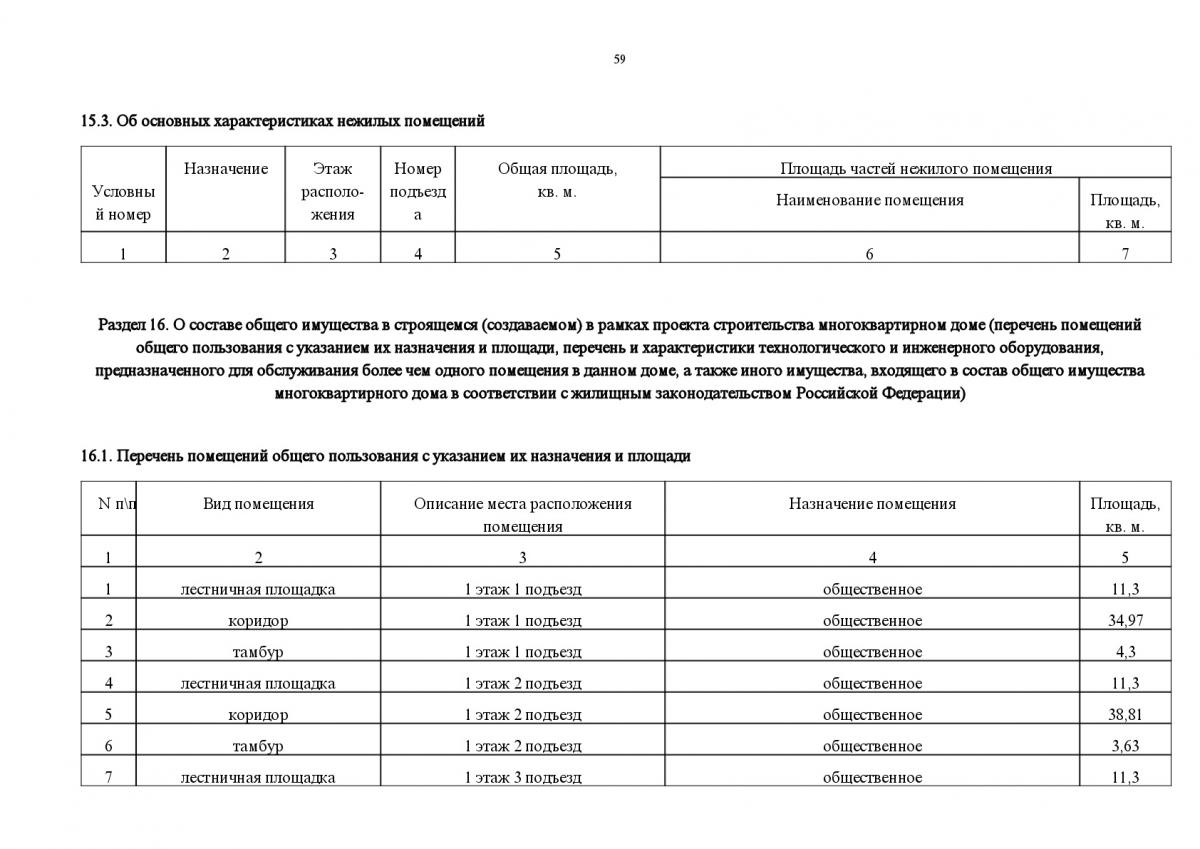 59
15.3. Об основных характеристиках нежилых помещений
Условны
й номер
Назначение
Этаж
располо-
жения
Номер
подъезд
а
Общая площадь,
кв. м.
Площадь частей нежилого помещения
Наименование помещения
Площадь,
кв. м.
1 2 3 4 5 6 7
Раздел 16. О составе общего имущества в строящемся (создаваемом) в рамках проекта строительства многоквартирном доме (перечень помещений
общего пользования с указанием их назначения и площади, перечень и характеристики технологического и инженерного оборудования,
предназначенного для обслуживания более чем одного помещения в данном доме, а также иного имущества, входящего в состав общего имущества
многоквартирного дома в соответствии с жилищным законодательством Российской Федерации)
16.1. Перечень помещений общего пользования с указанием их назначения и площади
N п\п
Вид помещения
Описание места расположения
помещения
Назначение помещения
Площадь,
кв. м.
1 2 3 4 5
1 лестничная площадка 1 этаж 1 подъезд общественное 11,3
2 коридор 1 этаж 1 подъезд общественное 34,97
3 тамбур 1 этаж 1 подъезд общественное 4,3
4 лестничная площадка 1 этаж 2 подъезд общественное 11,3
5 коридор 1 этаж 2 подъезд общественное 38,81
6 тамбур 1 этаж 2 подъезд общественное 3,63
7 лестничная площадка 1 этаж 3 подъезд общественное 11,3